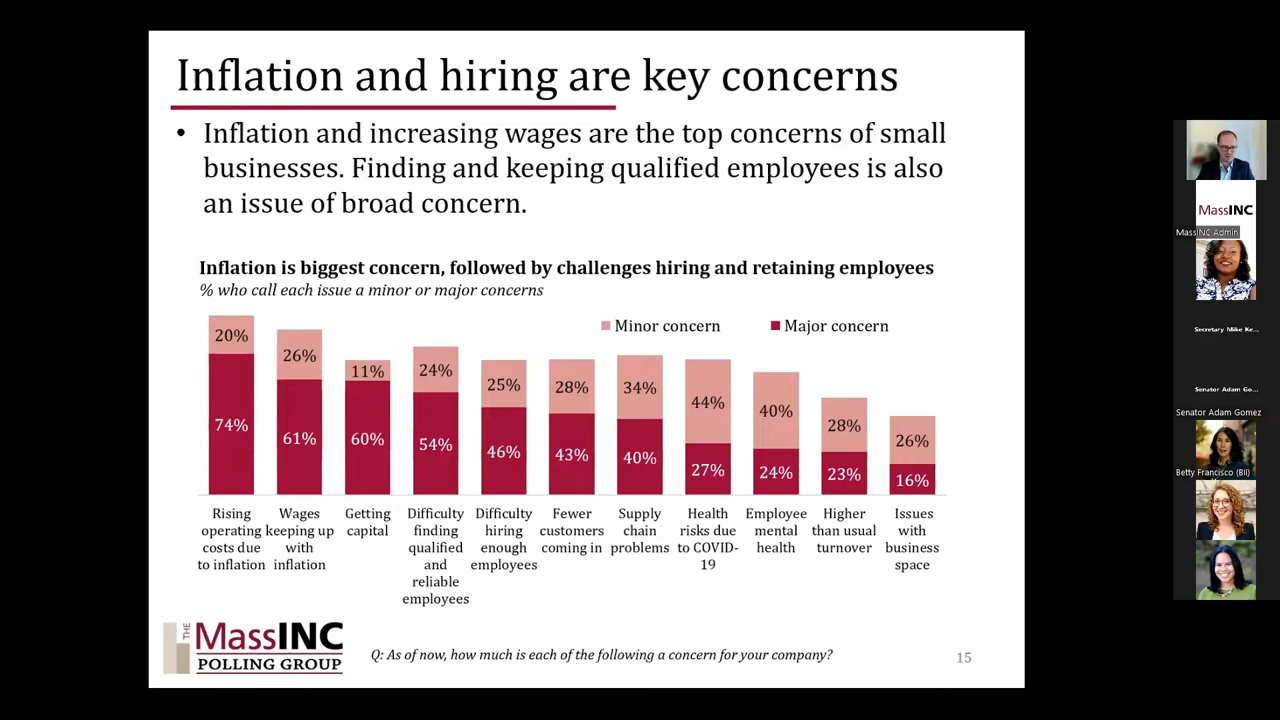 Inflation and hiring are key concerns
• Inflation and increasing wages are the top concerns of small
businesses. Finding and keeping qualified employees is also
an issue of broad concern.
Inflation is biggest concern, followed by challenges hiring and retaining employees
% who call each issue a minor or major concerns
Minor concern
Major concern
20%
26%
11%
24%
25%
28%
34%
44%
40%
28%
26%
74%
61%
60%
54%
46%
43%
40%
27%
24%
23%
16%
Rising
operating
costs due
to inflation
Wages
keeping up
with
inflation
Getting
capital
Difficulty
finding
qualified
and
reliable
employees
Difficulty
hiring
enough
employees
Fewer
customers
coming in
Supply
chain
problems
Health
risks due
to COVID-
19
Employee
mental
health
Higher
than usual
turnover
Issues
with
business
space
THE
MassINC
POLLING GROUP
Q: As of now, how much is each of the following a concern for your company?
15
MassINC
MassINC Admin
Secretary Mike Ke...
Senator Adam Go...
Senator Adam Gomez
Betty Francisco (BII)